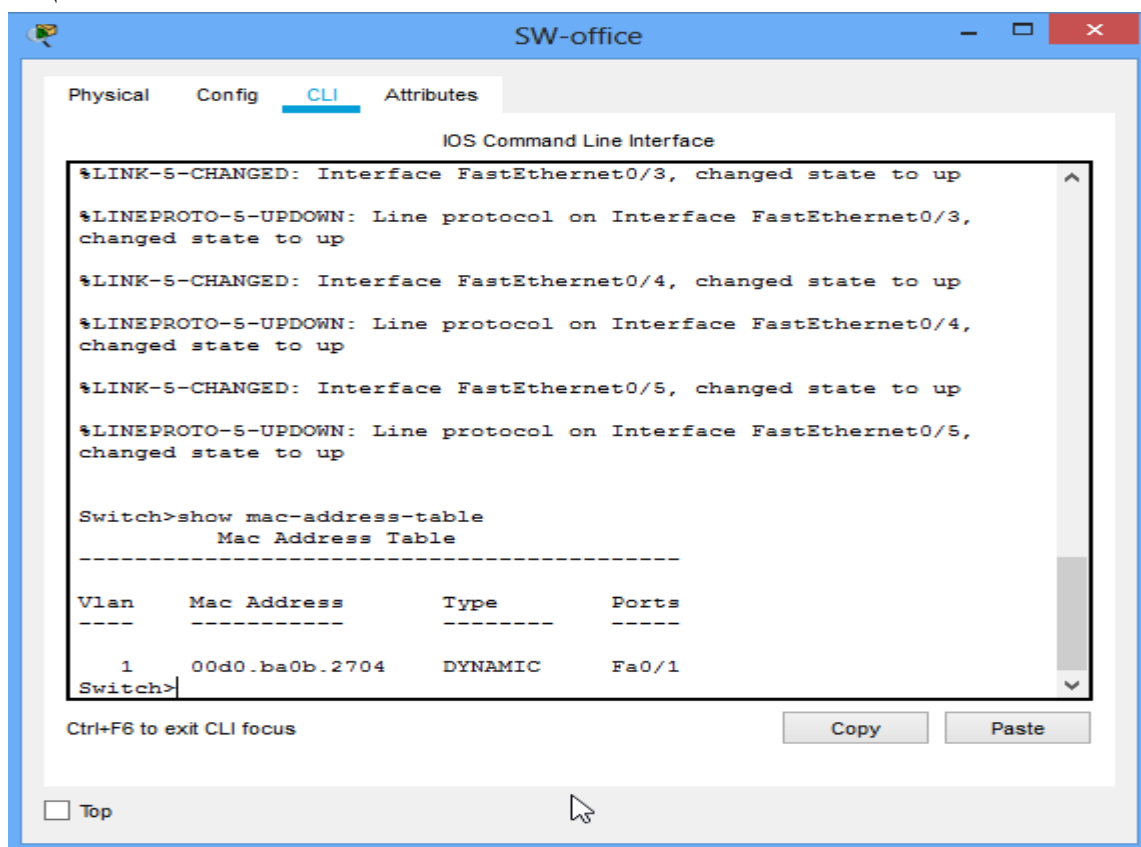 SW-office
Physical Config CLI Attributes
IOS Command Line Interface
%LINK-5-CHANGED: Interface FastEthernet0/3, changed state to up
%LINEPROTO-5-UPDOWN: Line protocol on Interface FastEthernet0/3,
changed state to up
%LINK-5-CHANGED: Interface FastEthernet0/4, changed state to up
%LINEPROTO-5-UPDOWN: Line protocol on Interface FastEthernet0/4,
changed state to up
%LINK-5-CHANGED: Interface FastEthernet0/5, changed state to up
%LINEPROTO-5-UPDOWN: Line protocol on Interface FastEthernet0/5,
changed state to up
Switch>show mac-address-table
Mac Address Table
-------------------------------------------
Vlan Mac Address Type Ports
---- ----------- -------- -----
1 00d0.ba0b.2704 DYNAMIC Fa0/1
Switch>
Ctrl+F6 to exit CLI focus
Copy Paste
Top